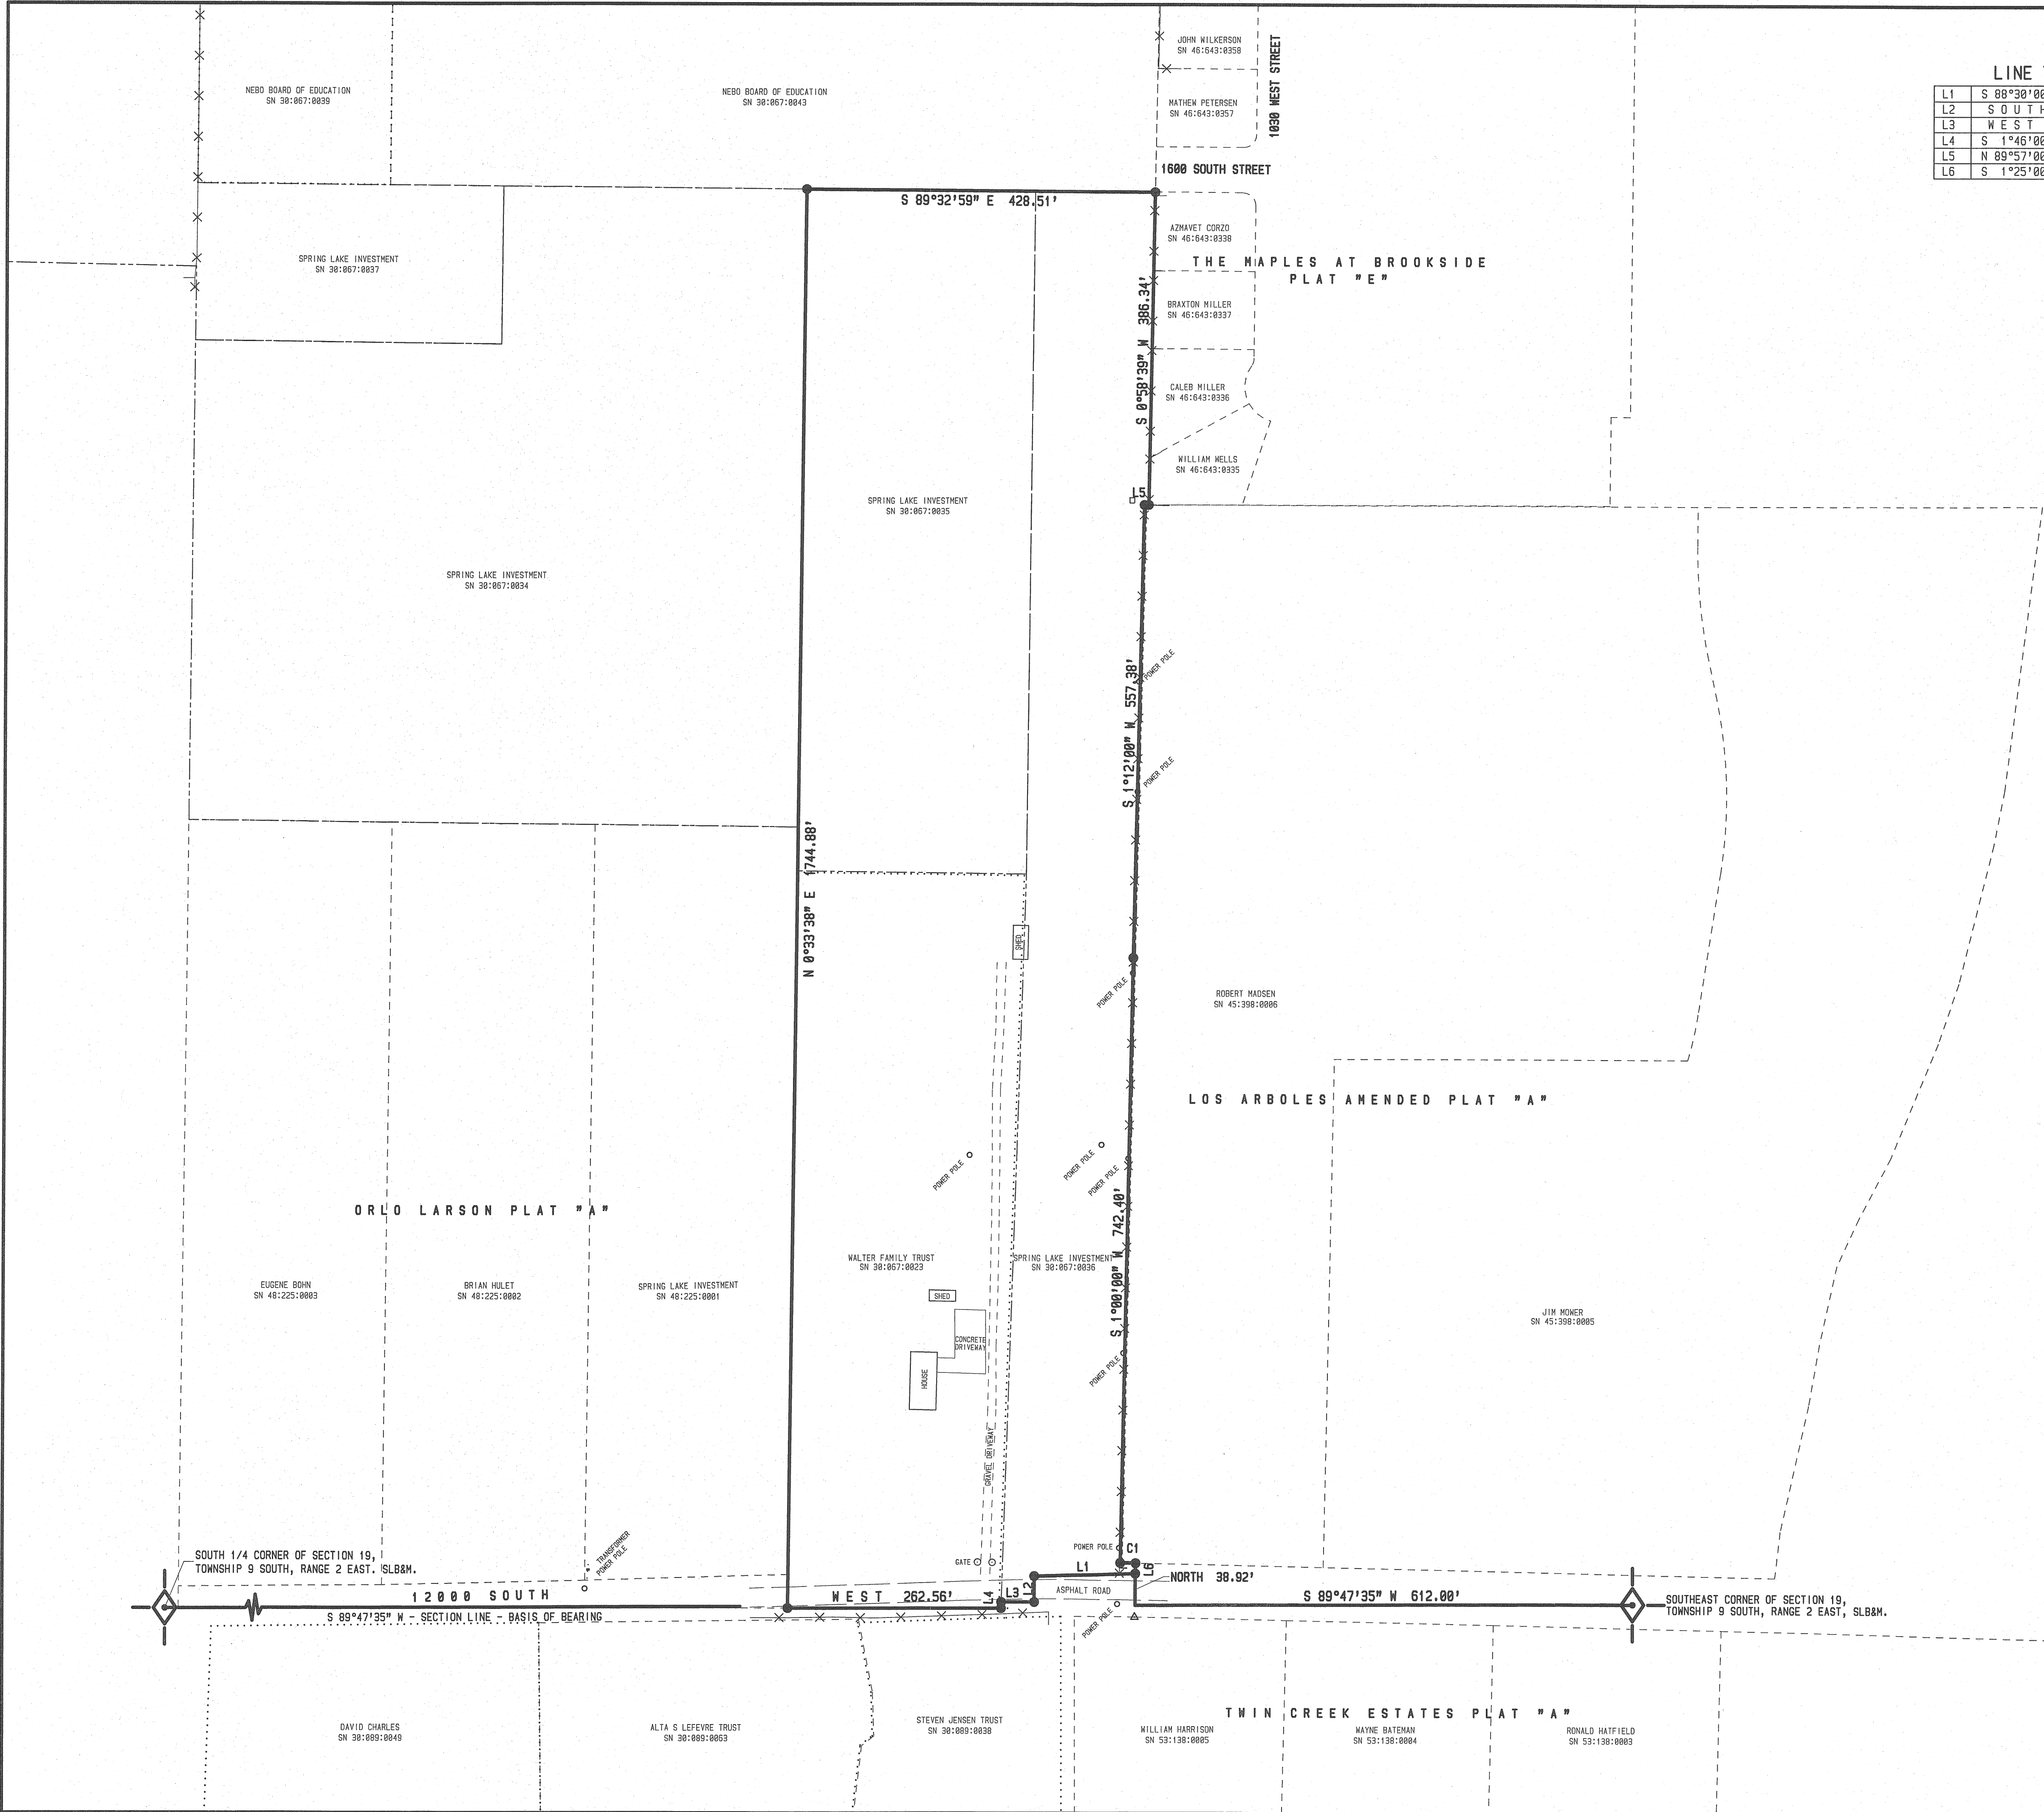 JOHN WILKERSON
SN 46:643:0358
1030 WEST STREET
LINE
L1 S 88°30'00
L2 SOUTH
L3 WEST
L4 S 1°46'00
L5 N 89°57'00
L6 S 1°25'00
NEBO BOARD OF EDUCATION
SN 30:067:0039
NEBO BOARD OF EDUCATION
SN 30:067:0043
MATHEW PETERSEN
SN 46:643:0357
1600 SOUTH STREET
S 89°32'59" E 428.51'
AZMAVET CORZO
SN 46:643:0338
THE MAPLES AT BROOKSIDE
PLAT "E"
SPRING LAKE INVESTMENT
SN 30:067:0037
S 0°58'39" W 386.34'
BRAXTON MILLER
SN 46:643:0337
CALEB MILLER
SN 46:643:0336
WILLIAM WELLS
SN 46:643:0335
L5
SPRING LAKE INVESTMENT
SN 30:067:0035
SPRING LAKE INVESTMENT
SN 30:067:0034
POWER POLE
S 1°12'00" W 557.38'
POWER POLE
N 0°33'38" E 1744.88'
SHED
POWER POLE
ROBERT MADSEN
SN 45:398:0006
LOS ARBOLES AMENDED PLAT "A"
POWER POLE
POWER POLE
POWER POLE
ORLO LARSON PLAT "A"
S 1°00'00" W 742.40'
WALTER FAMILY TRUST
SN 30:067:0023
SPRING LAKE INVESTMENT
SN 30:067:0036
EUGENE BOHN
SN 48:225:0003
BRIAN HULET
SN 48:225:0002
SPRING LAKE INVESTMENT
SN 48:225:0001
SHED
JIM MOWER
SN 45:398:0005
CONCRETE
DRIVEWAY
HOUSE
POWER POLE
GRAVEL DRIVEWAY
TRANSFORMER
POWER POLE
POWER POLE
C1
SOUTH 1/4 CORNER OF SECTION 19,
TOWNSHIP 9 SOUTH, RANGE 2 EAST, SLB&M.
GATE
L1
L6
NORTH 38.92'
12000 SOUTH
WEST 262.56'
L4
L3
L2
ASPHALT ROAD
S 89°47'35" W 612.00'
SOUTHEAST CORNER OF SECTION 19,
TOWNSHIP 9 SOUTH, RANGE 2 EAST, SLB&M.
S 89°47'35" W - SECTION LINE - BASIS OF BEARING
POWER POLE
TWIN CREEK ESTATES PLAT "A"
DAVID CHARLES
SN 30:089:0049
ALTA S LEFEVRE TRUST
SN 30:089:0063
STEVEN JENSEN TRUST
SN 30:089:0038
WILLIAM HARRISON
SN 53:138:0005
WAYNE BATEMAN
SN 53:138:0004
RONALD HATFIELD
SN 53:138:0003